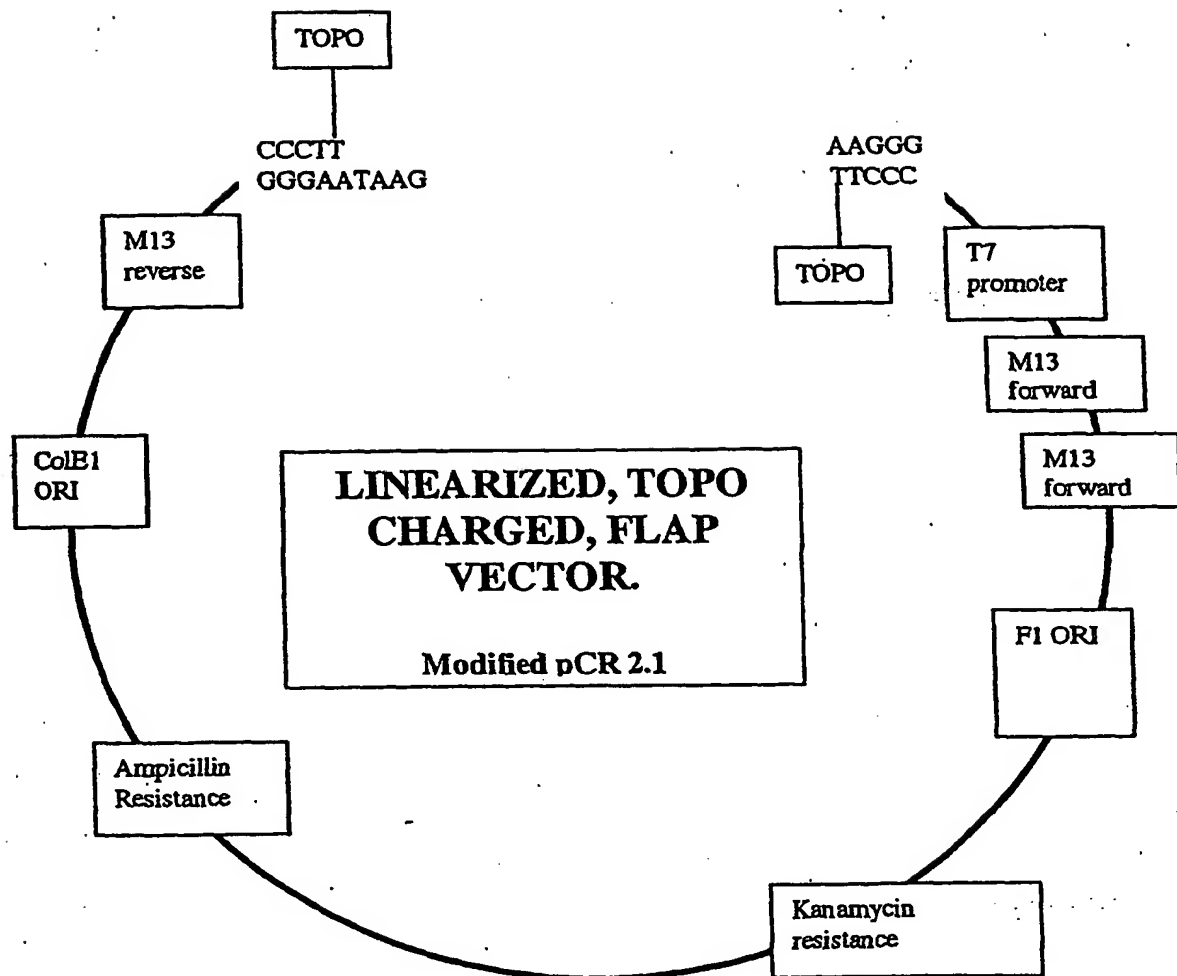 TOPO
CCCTT
GGGAATAAG
AAGGG
TTCCC
TOPO
M13
reverse
T7
promoter
M13
forward
M13
forward
ColE1
ORI
LINEARIZED, TOPO
CHARGED, FLAP
VECTOR.
Modified pCR 2.1
F1 ORI
Ampicillin
Resistance
Kanamycin
resistance